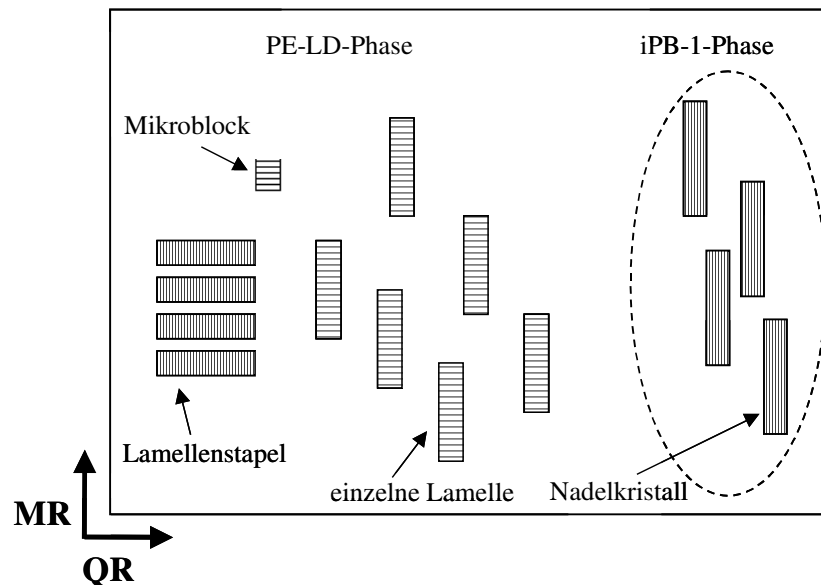 PE-LD-Phase
iPB-1-Phase
Mikroblock
Lamellenstapel
einzelne Lamelle
Nadelkristall
MR
QR